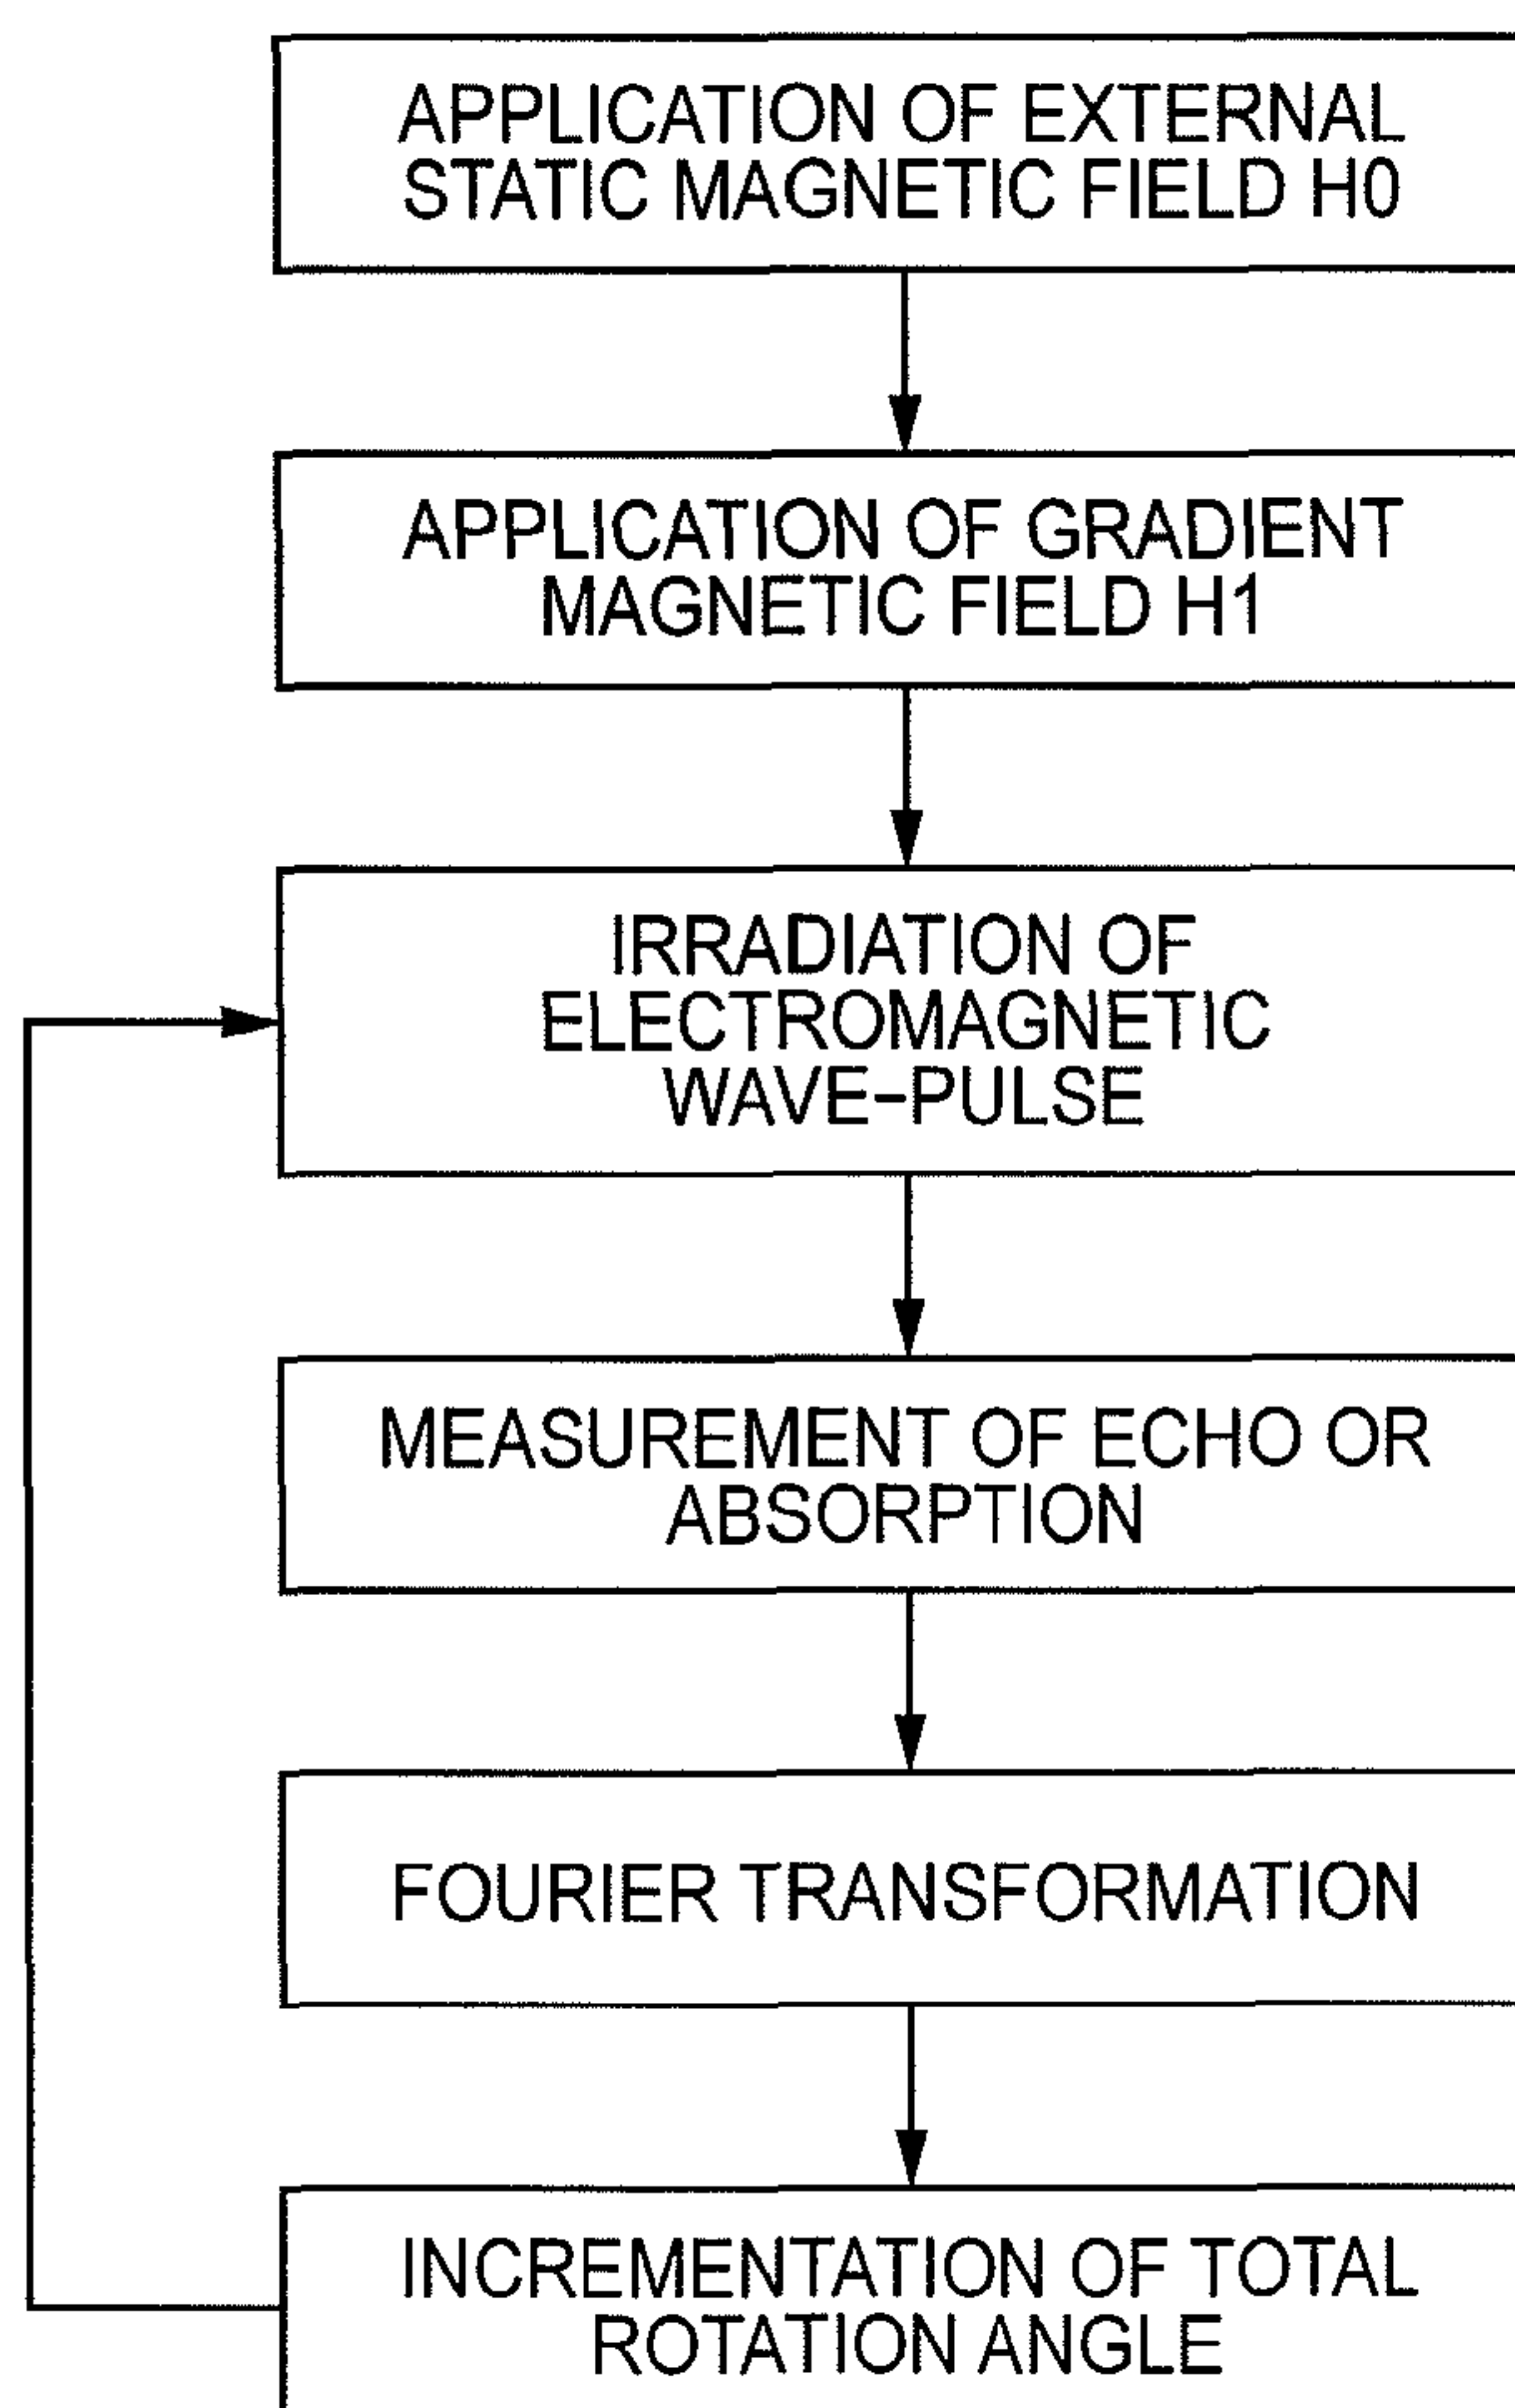 APPLICATION OF EXTERNAL
STATIC MAGNETIC FIELD H0
APPLICATION OF GRADIENT
MAGNETIC FIELD H1
IRRADIATION OF
ELECTROMAGNETIC
WAVE-PULSE
MEASUREMENT OF ECHO OR
ABSORPTION
FOURIER TRANSFORMATION
INCREMENTATION OF TOTAL
ROTATION ANGLE